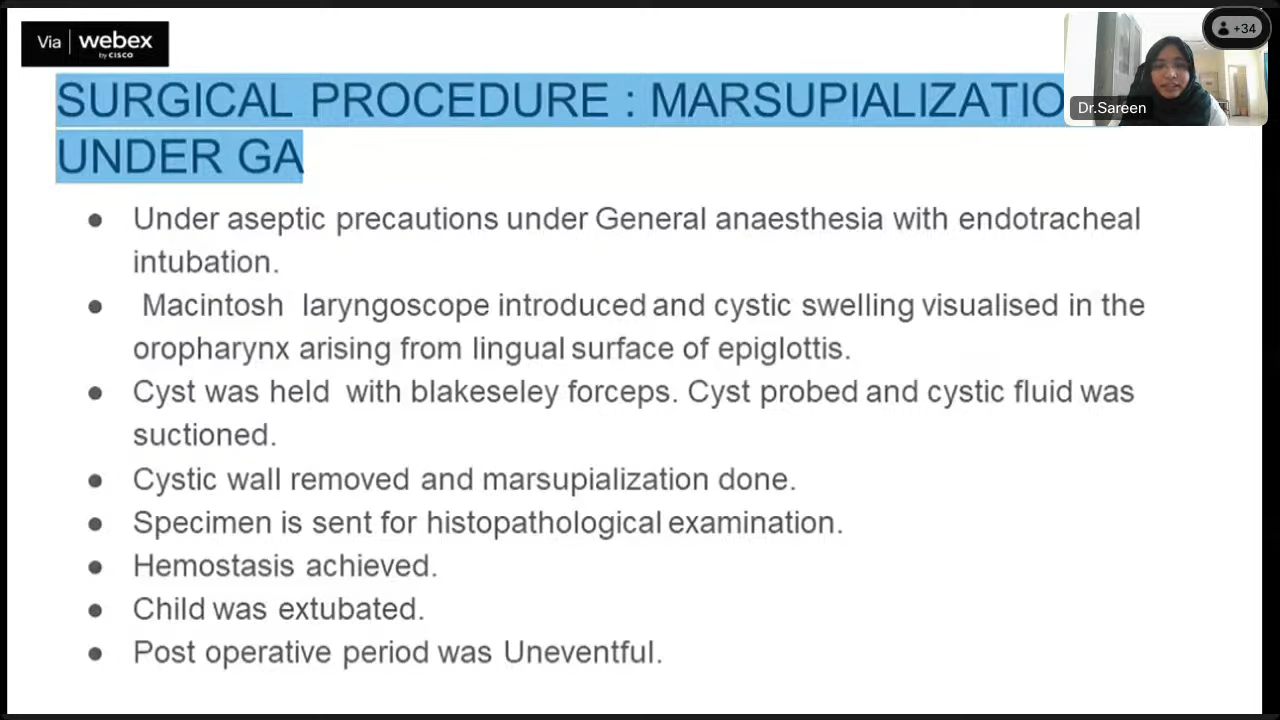 Via webex
by CISCO
+34
Dr.Sareen
SURGICAL PROCEDURE : MARSUPIALIZATIO
UNDER GA
● Under aseptic precautions under General anaesthesia with endotracheal
intubation.
● Macintosh laryngoscope introduced and cystic swelling visualised in the
oropharynx arising from lingual surface of epiglottis.
● Cyst was held with blakeseley forceps. Cyst probed and cystic fluid was
suctioned.
● Cystic wall removed and marsupialization done.
● Specimen is sent for histopathological examination.
● Hemostasis achieved.
● Child was extubated.
● Post operative period was Uneventful.